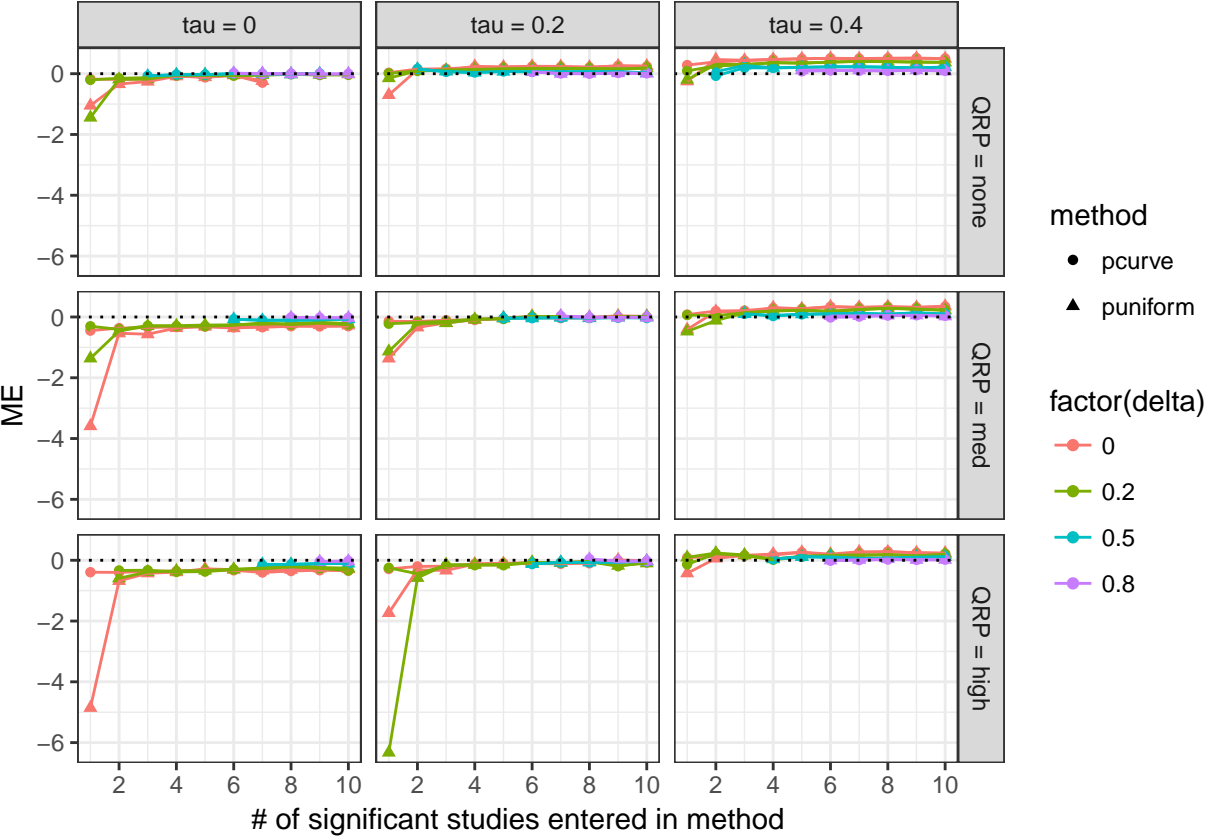 tau = 0
tau = 0.2
tau = 0.4
0
−2
−4
−6
QRP = none
0
−2
−4
−6
QRP = med
0
−2
−4
−6
QRP = high
2 4 6 8 10
2 4 6 8 10
2 4 6 8 10
# of significant studies entered in method
ME
method
pcurve
puniform
factor(delta)
0
0.2
0.5
0.8